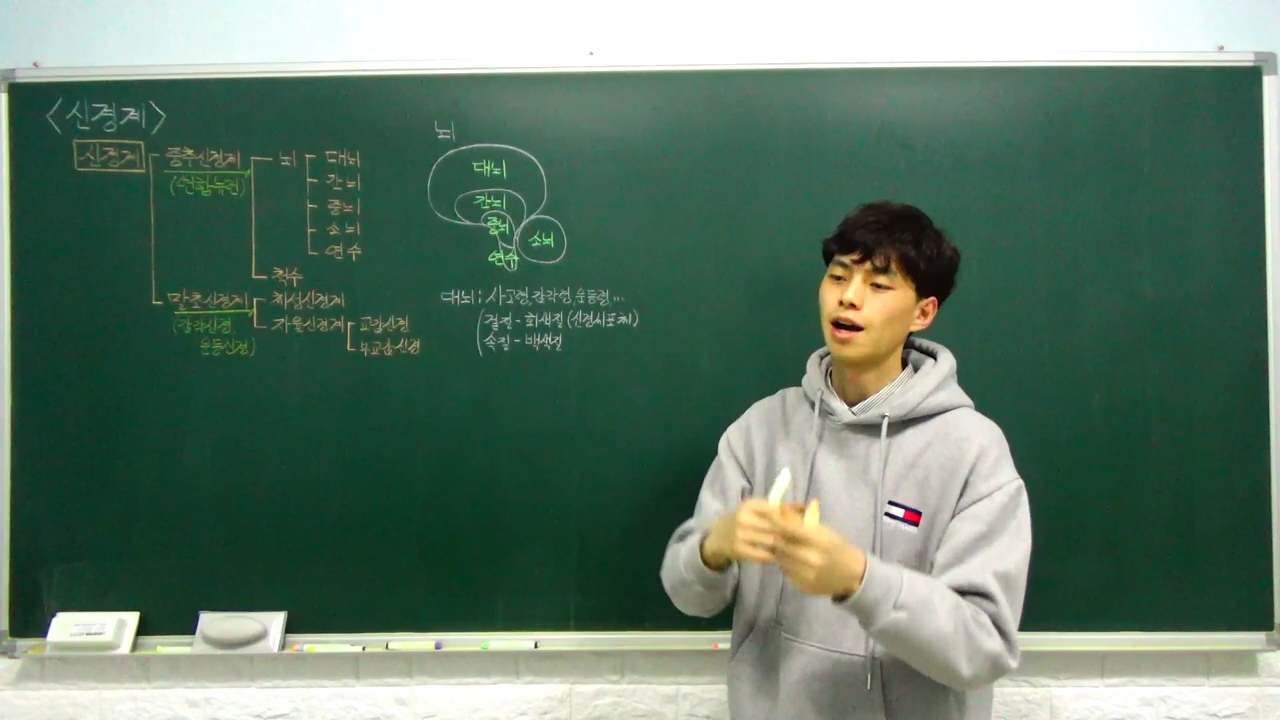 <신경계>
신경계 중추신경계 뇌 대뇌
(연합뉴런) 간뇌
중뇌
소뇌
연수
척수
말초신경계 체성신경계
(감각신경 자율신경계 교감신경
운동신경) 부교감신경
뇌
대뇌
간뇌
중뇌
소뇌
연수
대뇌: 사고령, 감각령, 운동령, ...
겉질 - 회색질 (신경세포체)
속질 - 백색질